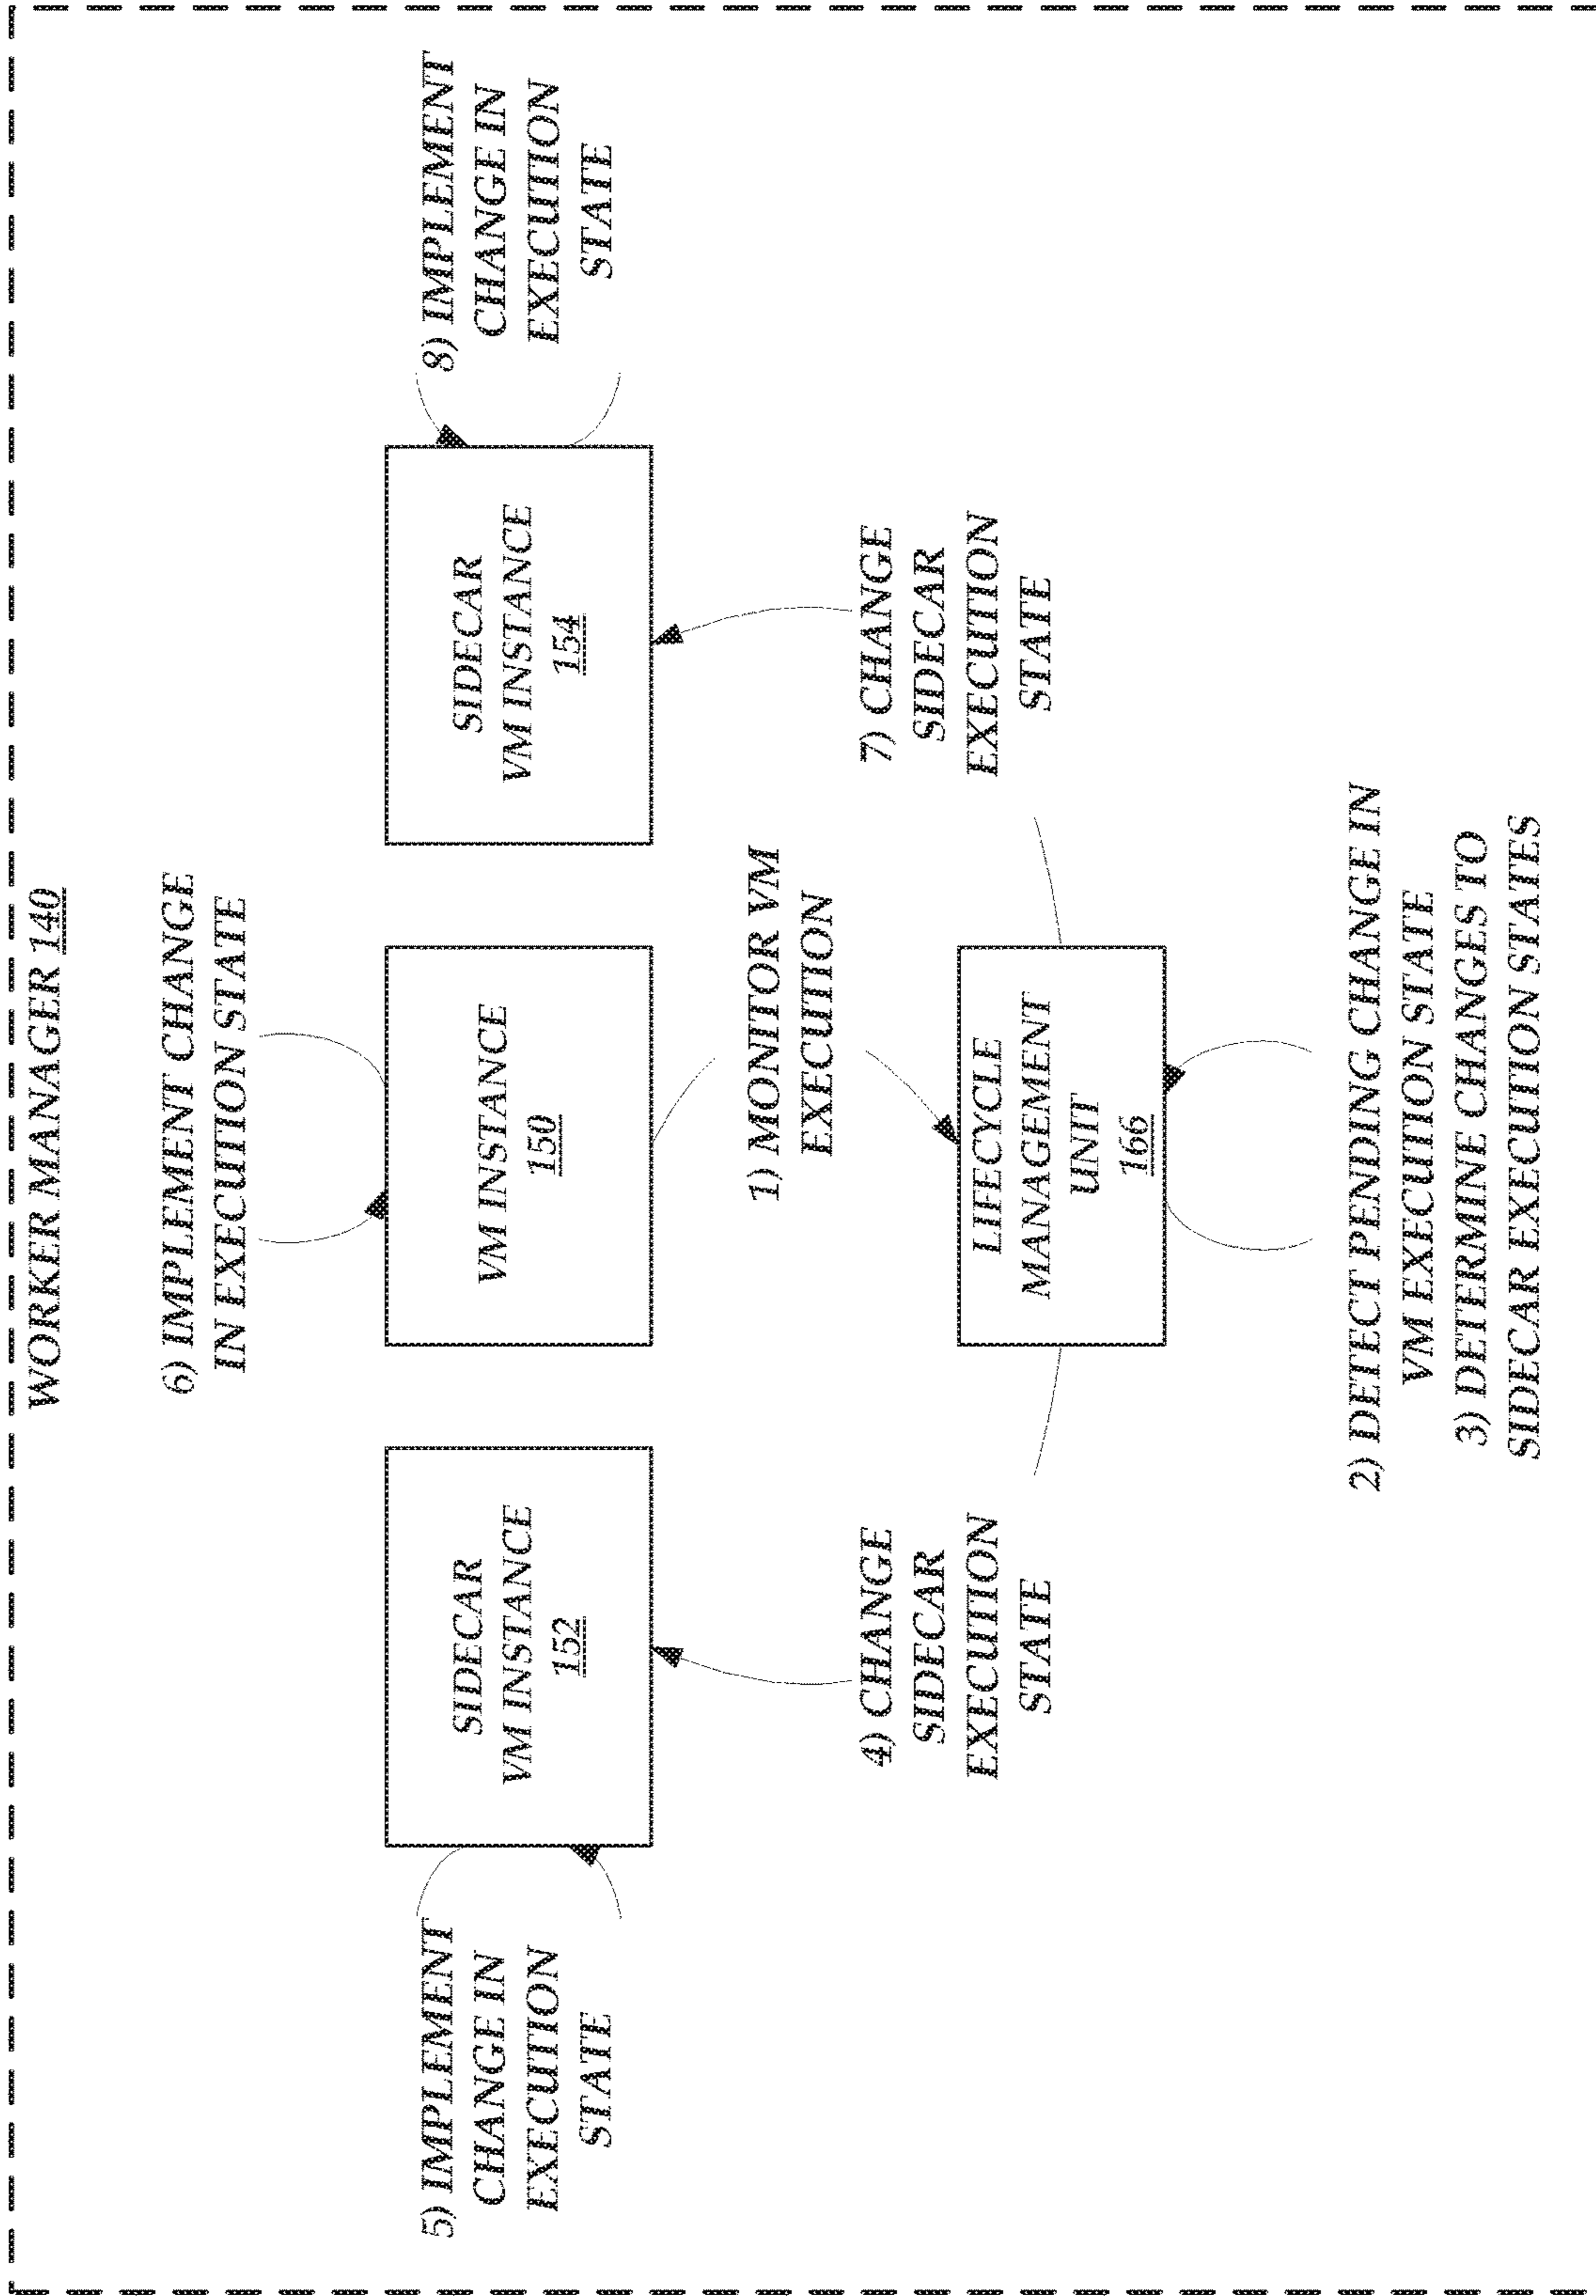 WORKER MANAGER 140
6) IMPLEMENT CHANGE
IN EXECUTION STATE
5) IMPLEMENT
CHANGE IN
EXECUTION
STATE
SIDECAR
VM INSTANCE
152
VM INSTANCE
150
SIDECAR
VM INSTANCE
154
8) IMPLEMENT
CHANGE IN
EXECUTION
STATE
4) CHANGE
SIDECAR
EXECUTION
STATE
1) MONITOR VM
EXECUTION
7) CHANGE
SIDECAR
EXECUTION
STATE
LIFECYCLE
MANAGEMENT
UNIT
166
2) DETECT PENDING CHANGE IN
VM EXECUTION STATE
3) DETERMINE CHANGES TO
SIDECAR EXECUTION STATES